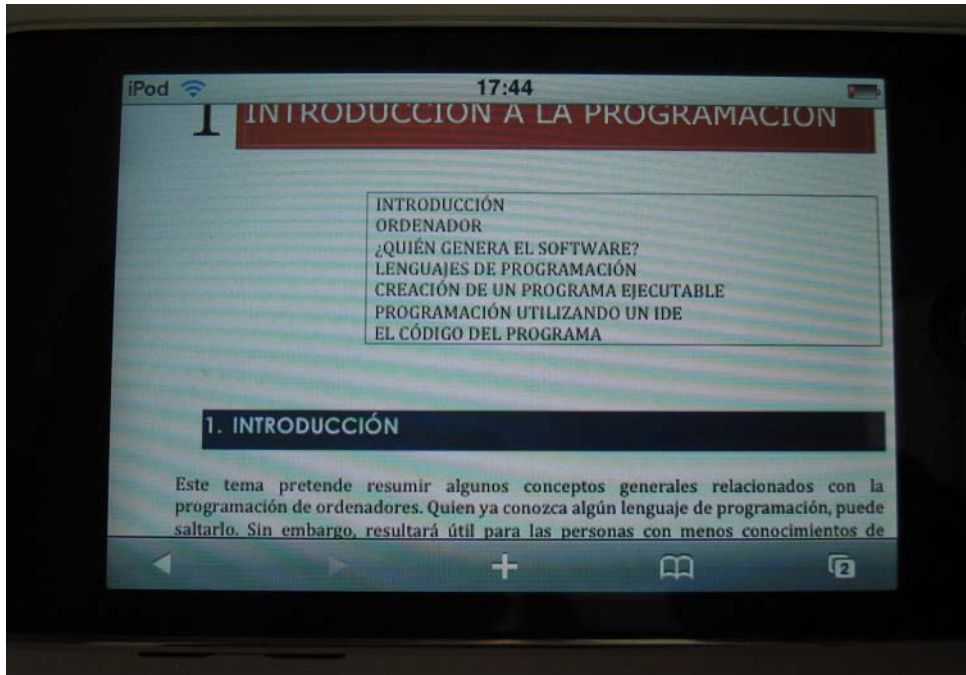 iPod 17:44
1 INTRODUCCIÓN A LA PROGRAMACIÓN
INTRODUCCIÓN
ORDENADOR
¿QUIÉN GENERA EL SOFTWARE?
LENGUAJES DE PROGRAMACIÓN
CREACIÓN DE UN PROGRAMA EJECUTABLE
PROGRAMACIÓN UTILIZANDO UN IDE
EL CÓDIGO DEL PROGRAMA
1. INTRODUCCIÓN
Este tema pretende resumir algunos conceptos generales relacionados con la
programación de ordenadores. Quien ya conozca algún lenguaje de programación, puede
saltarlo. Sin embargo, resultará útil para las personas con menos conocimientos de
2